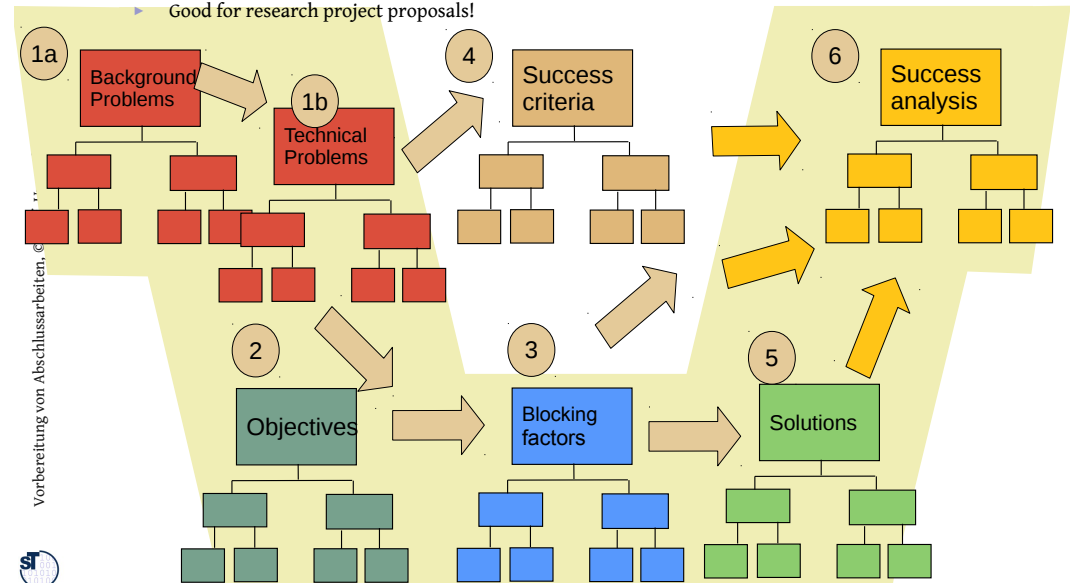 ► Good for research project proposals!
1a
Background
Problems
1b
Technical
Problems
4
Success
criteria
6
Success
analysis
2
Objectives
3
Blocking
factors
5
Solutions
Vorbereitung von Abschlussarbeiten, ©
ST